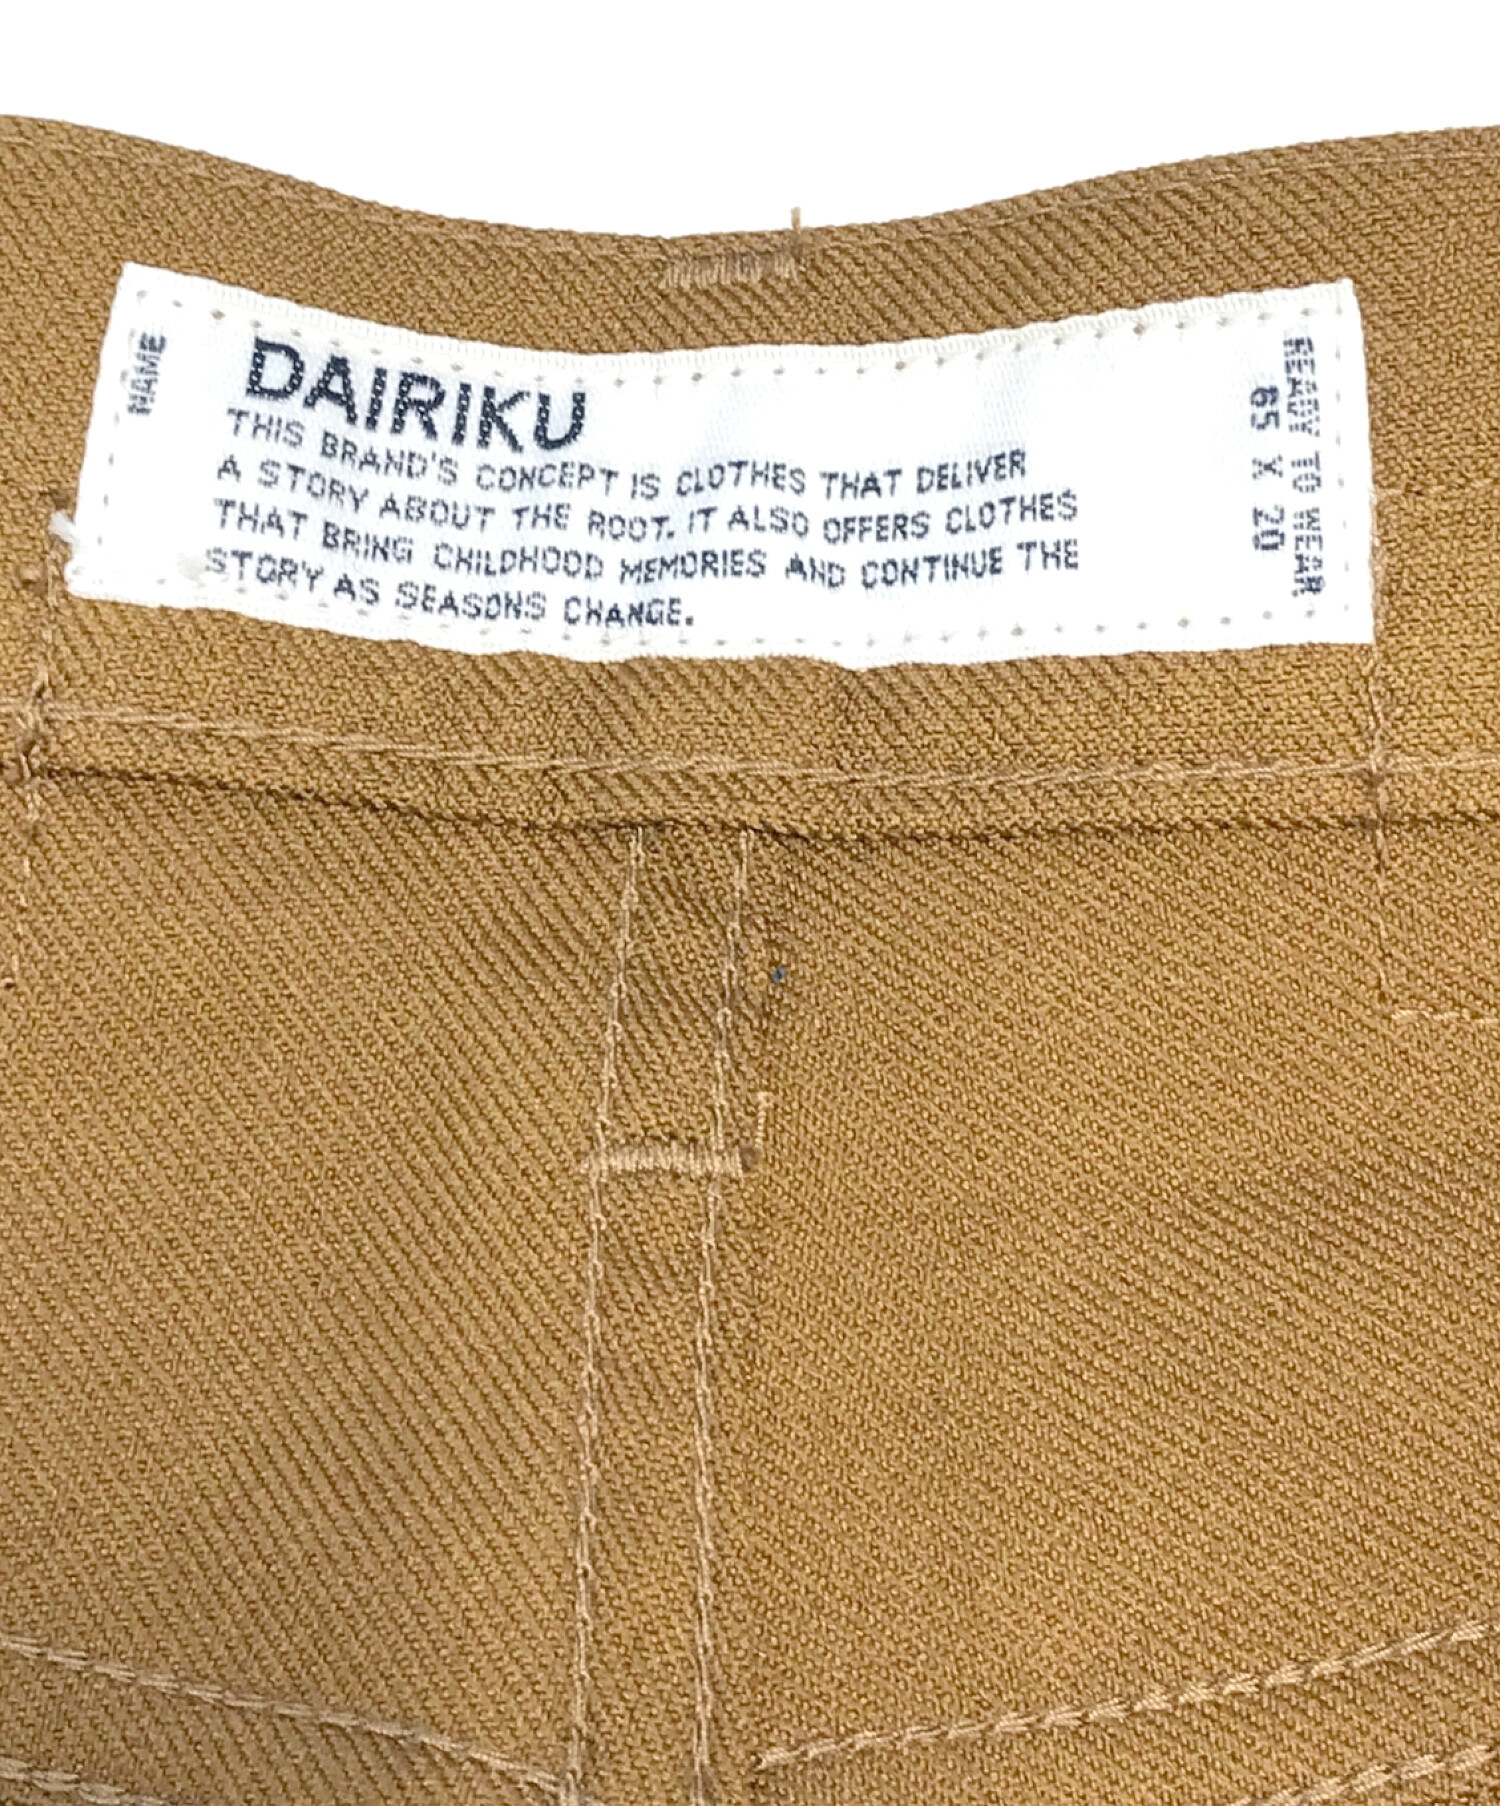 NAME
DAIRIKU
THIS BRAND'S CONCEPT IS CLOTHES THAT DELIVER
A STORY ABOUT THE ROOT. IT ALSO OFFERS CLOTHES
THAT BRING CHILDHOOD MEMORIES AND CONTINUE THE
STORY AS SEASONS CHANGE.
READY TO WEAR
65 X 20